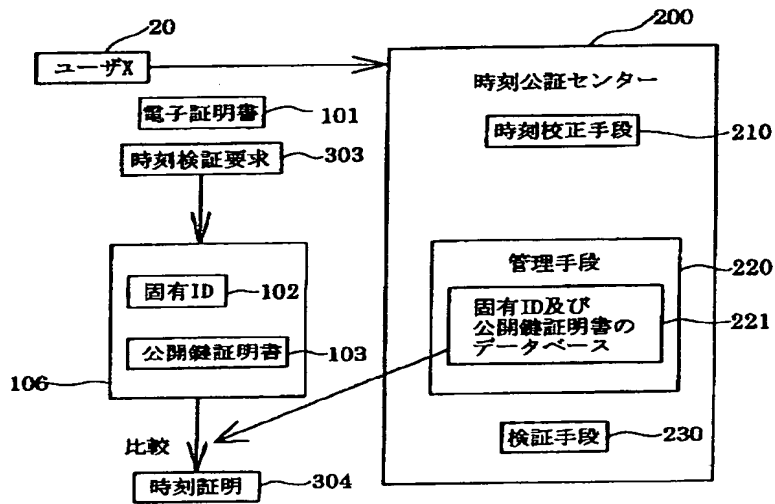 20
ユーザX
電子証明書
101
時刻検証要求
303
固有ID
102
公開鍵証明書
103
106
比較
時刻証明
304
200
時刻公証センター
時刻校正手段
210
管理手段
220
固有ID及び
公開鍵証明書の
データベース
221
検証手段
230